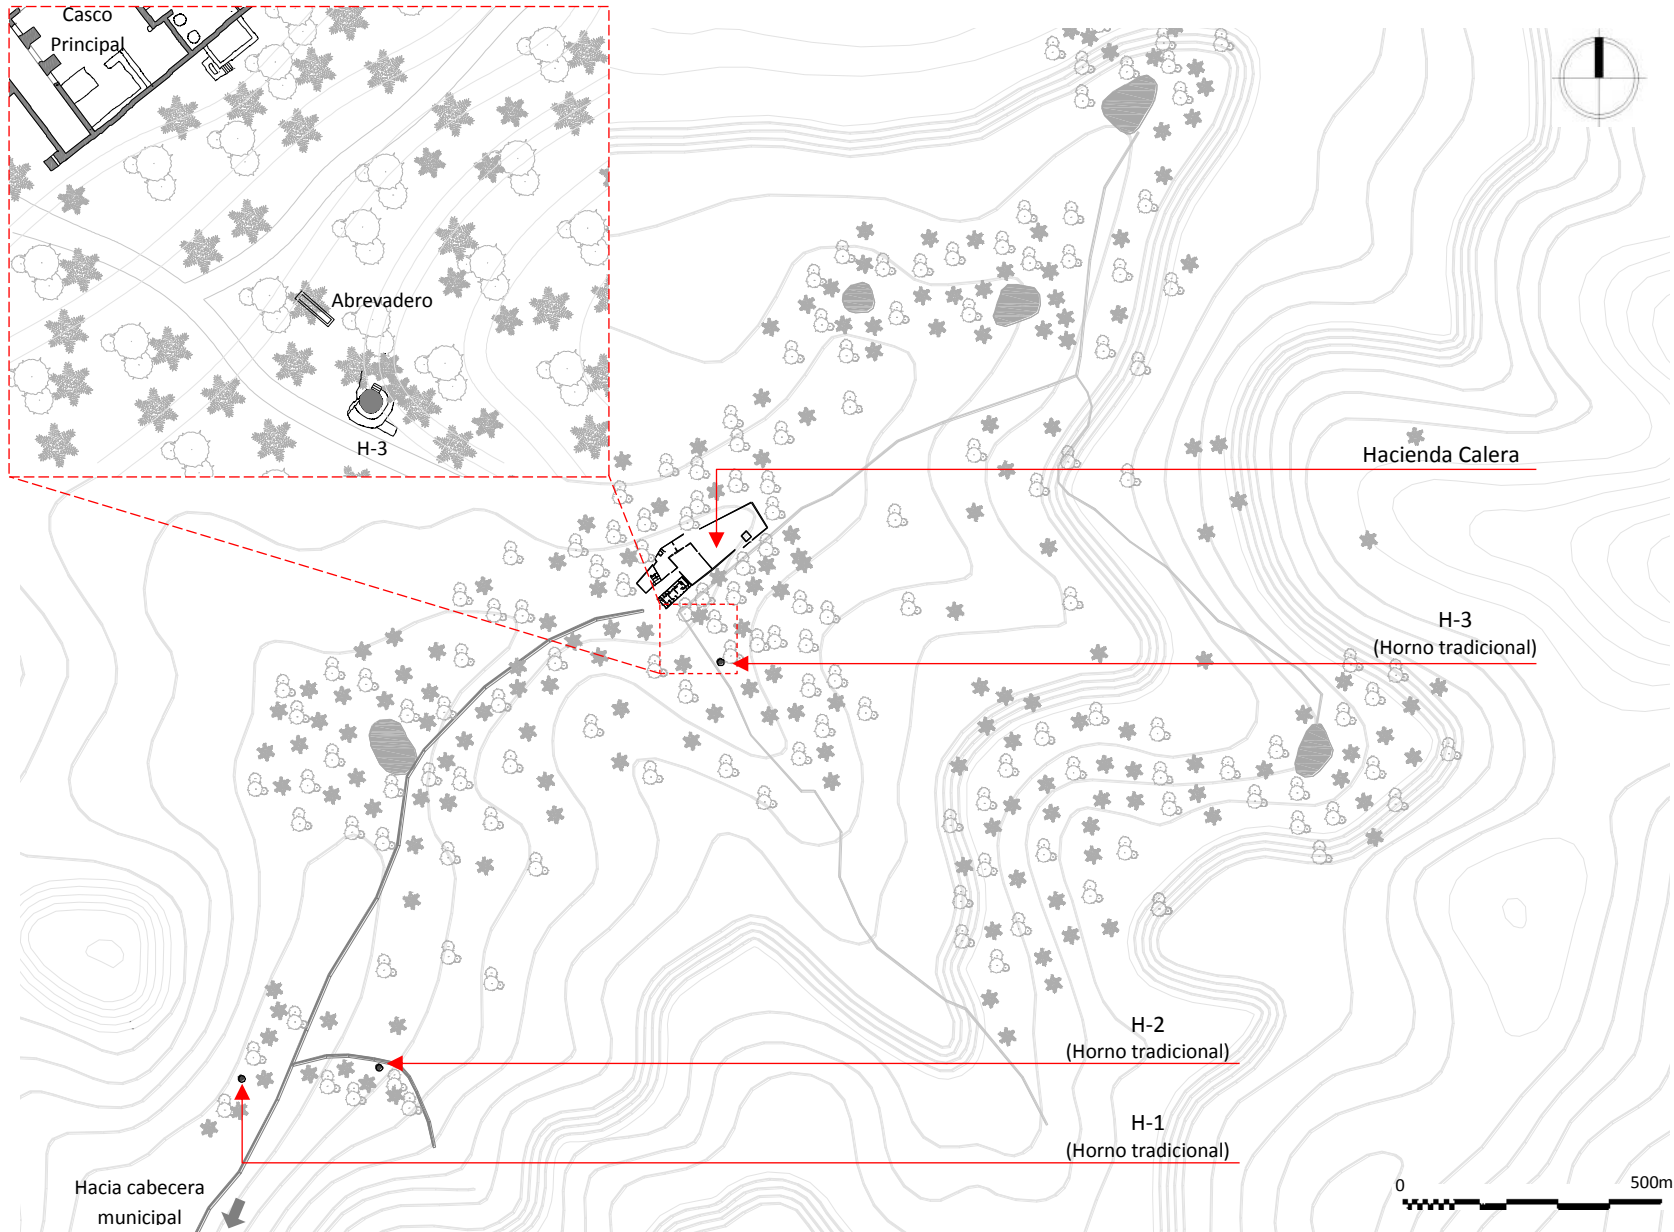 Casco
Principal
Abrevadero
H-3
Hacienda Calera
H-3
(Horno tradicional)
H-2
(Horno tradicional)
H-1
(Horno tradicional)
Hacia cabecera
municipal
0 500m